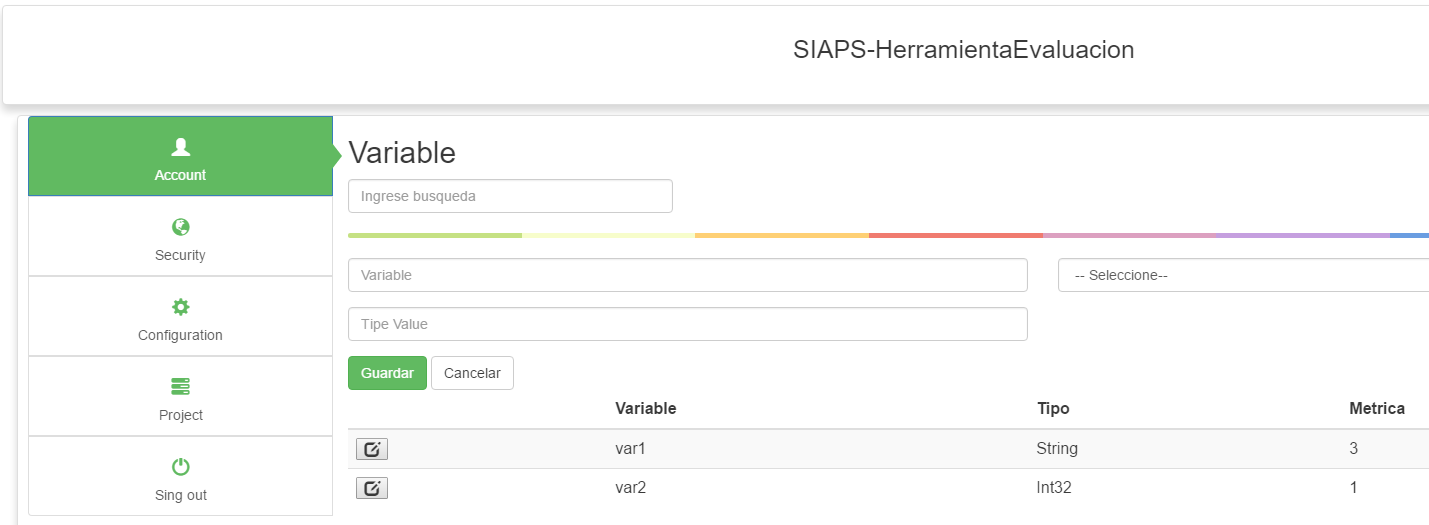 SIAPS-HerramientaEvaluacion
Account
Security
Configuration
Project
Sing out
Variable
Ingrese busqueda
Variable
-- Seleccione--
Tipe Value
Guardar Cancelar
Variable Tipo Metrica
var1 String 3
var2 Int32 1